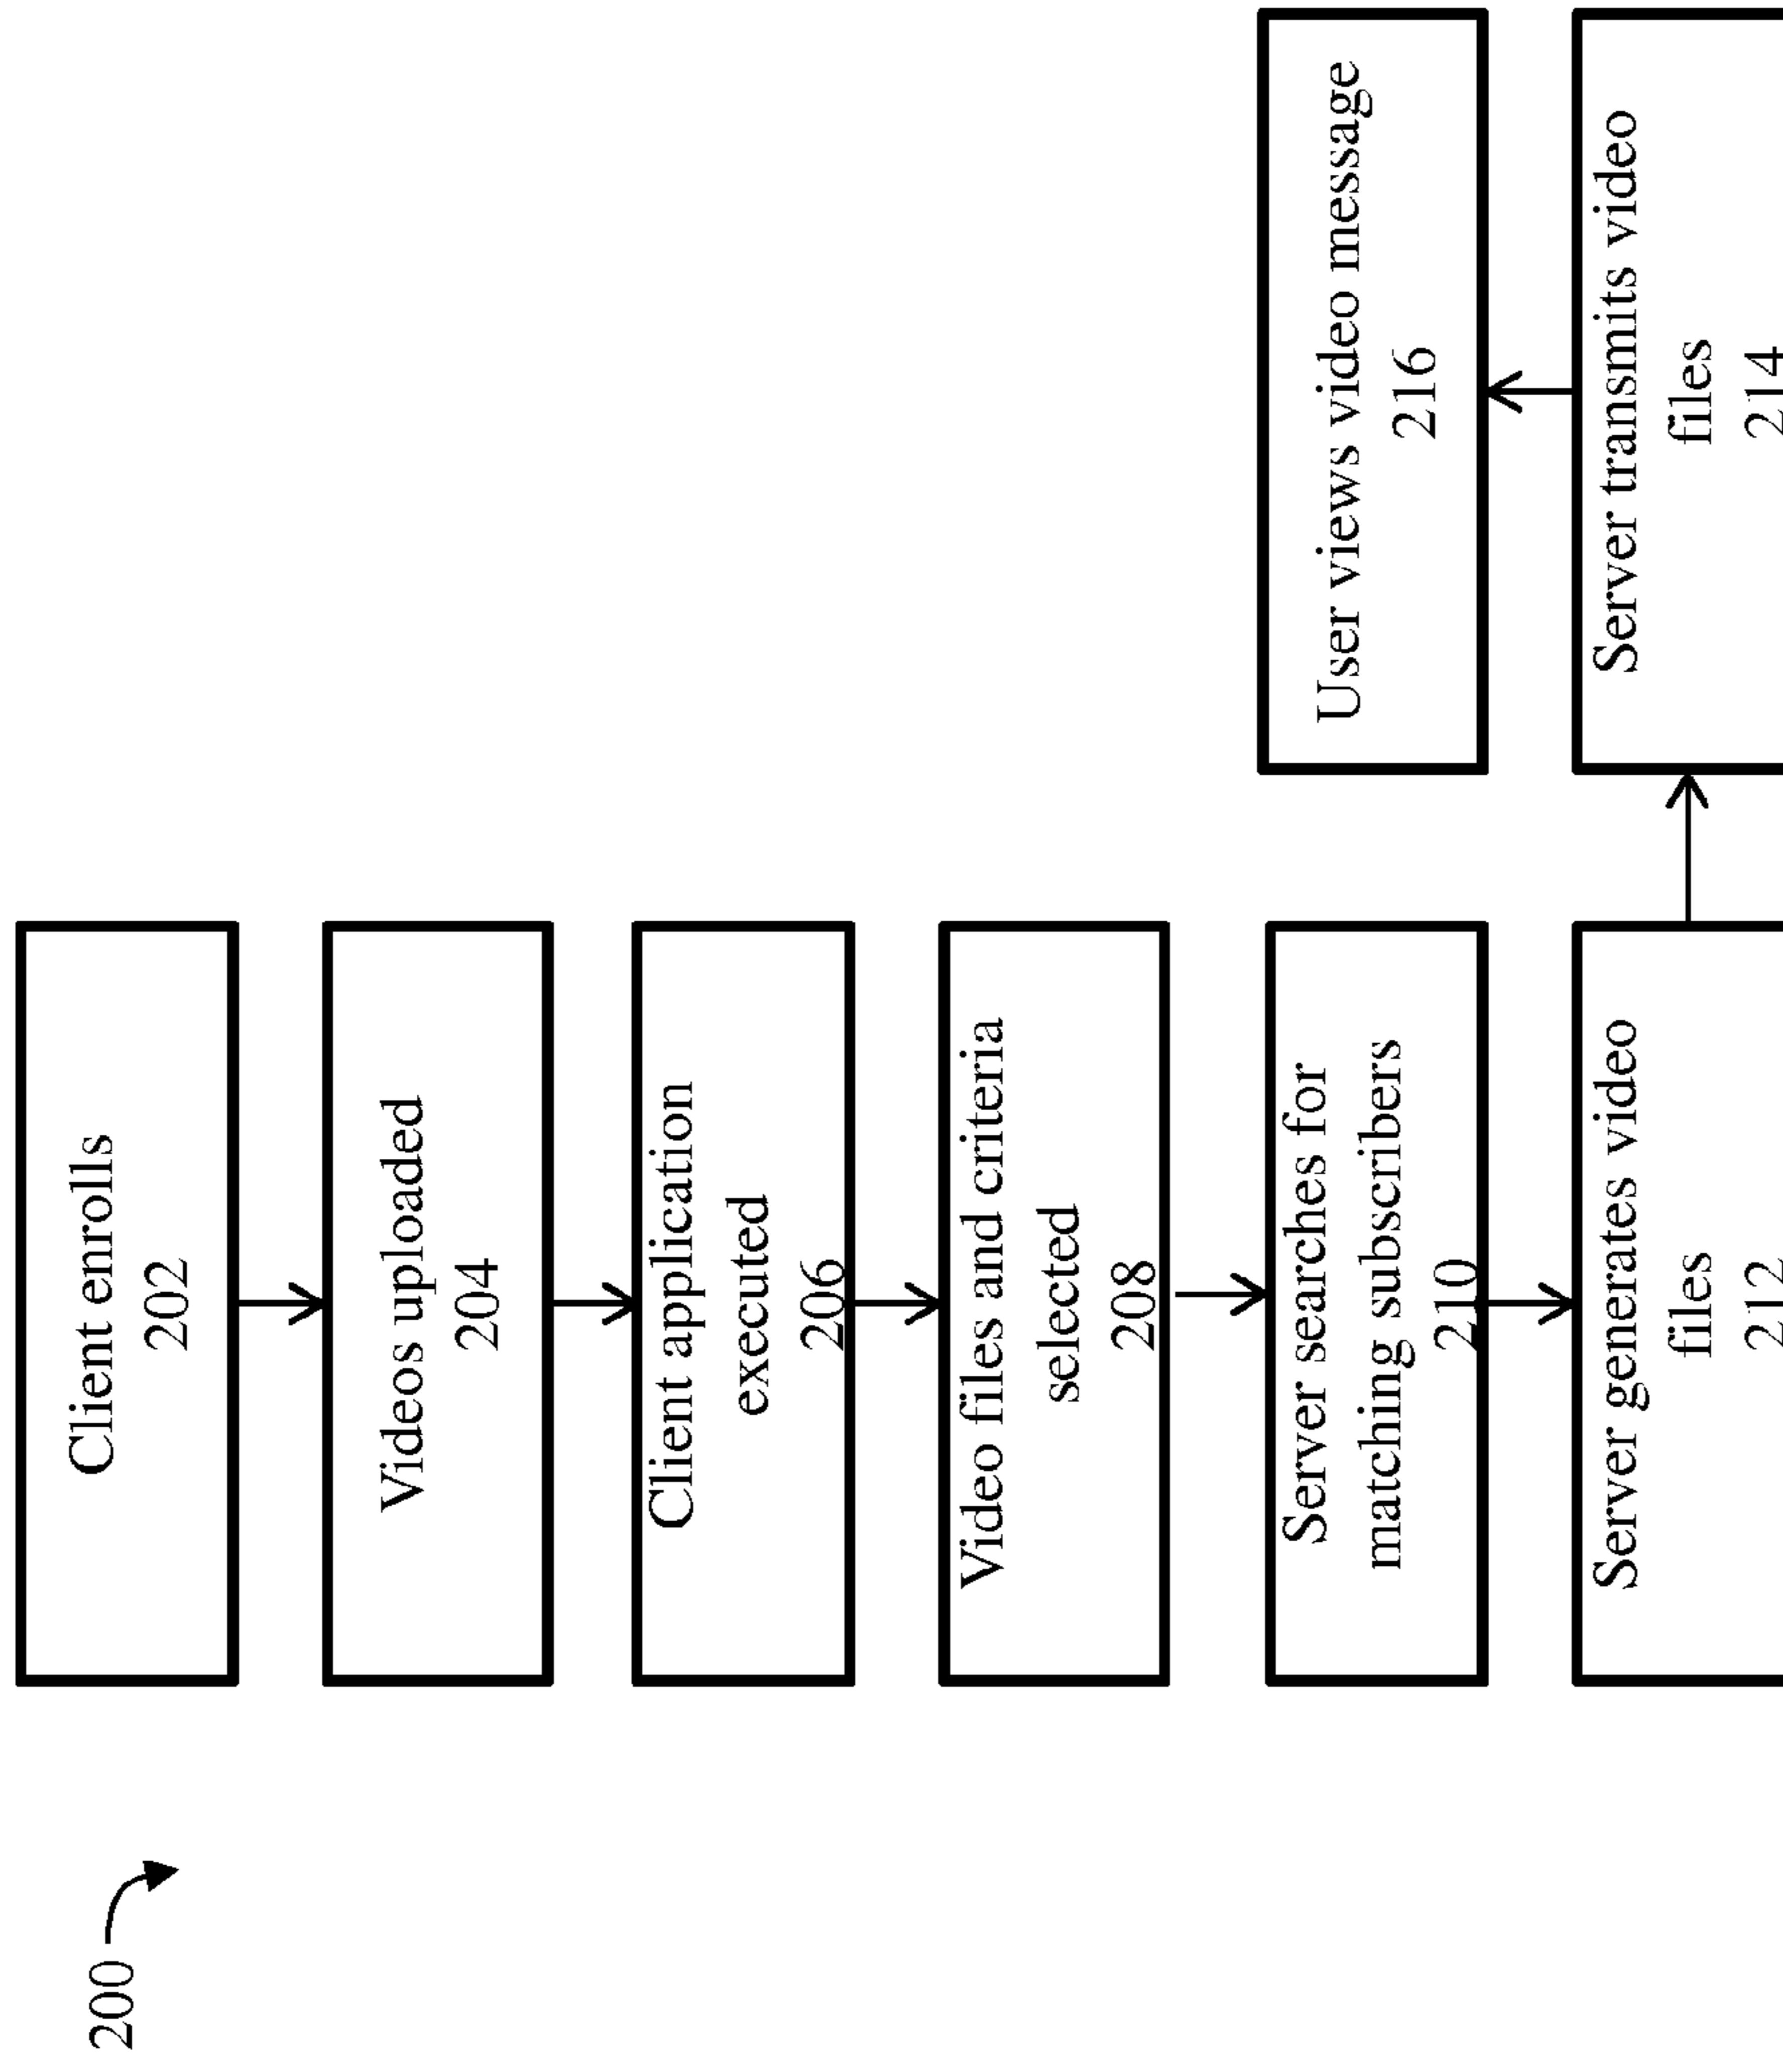 200
Client enrolls
202
Videos uploaded
204
Client application
executed
206
Video files and criteria
selected
208
Server searches for
matching subscribers
210
Server generates video
files
212
Server transmits video
files
214
User views video message
216